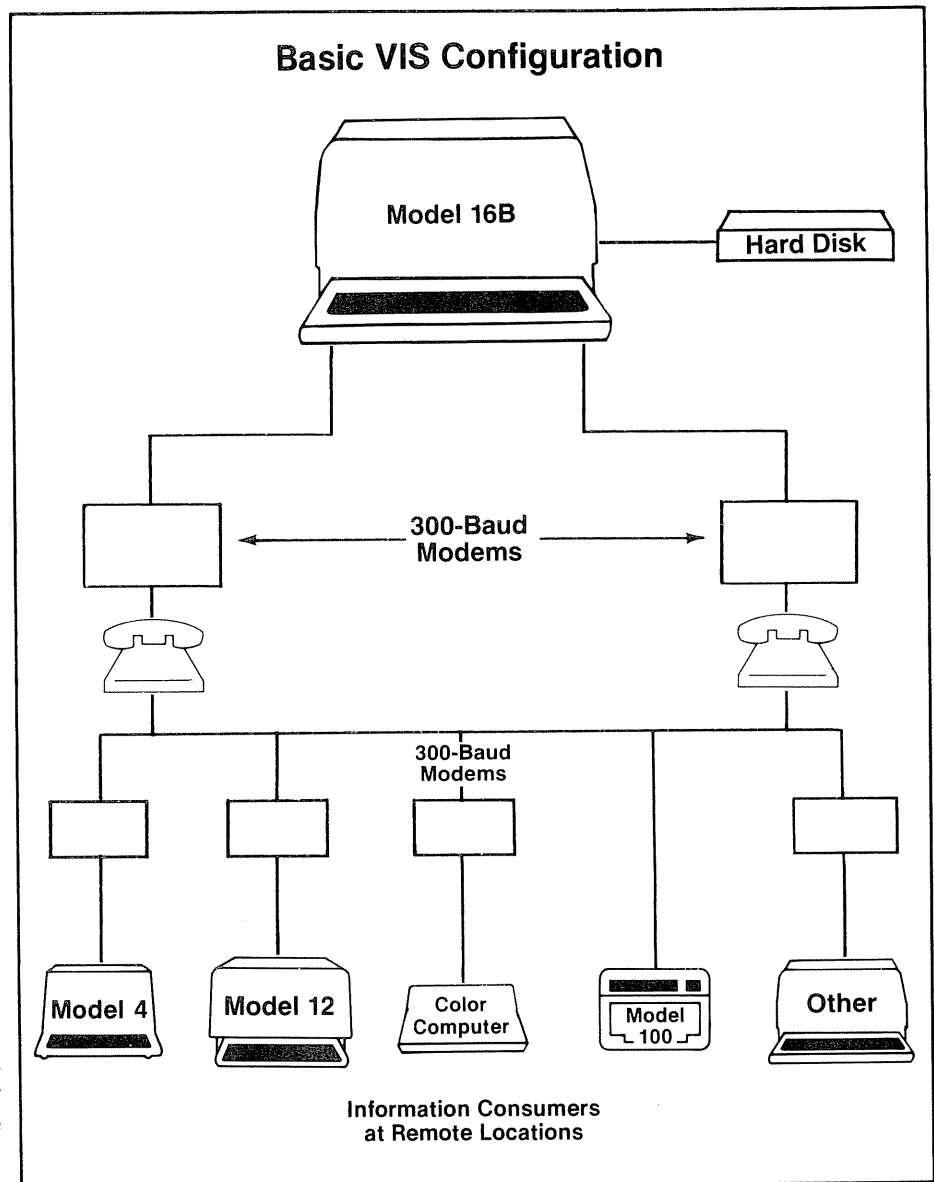 Basic VIS Configuration
Model 16B
Hard Disk
300-Baud
Modems
300-Baud
Modems
Model 4
Model 12
Color
Computer
Model
100
Other
Information Consumers
at Remote Locations